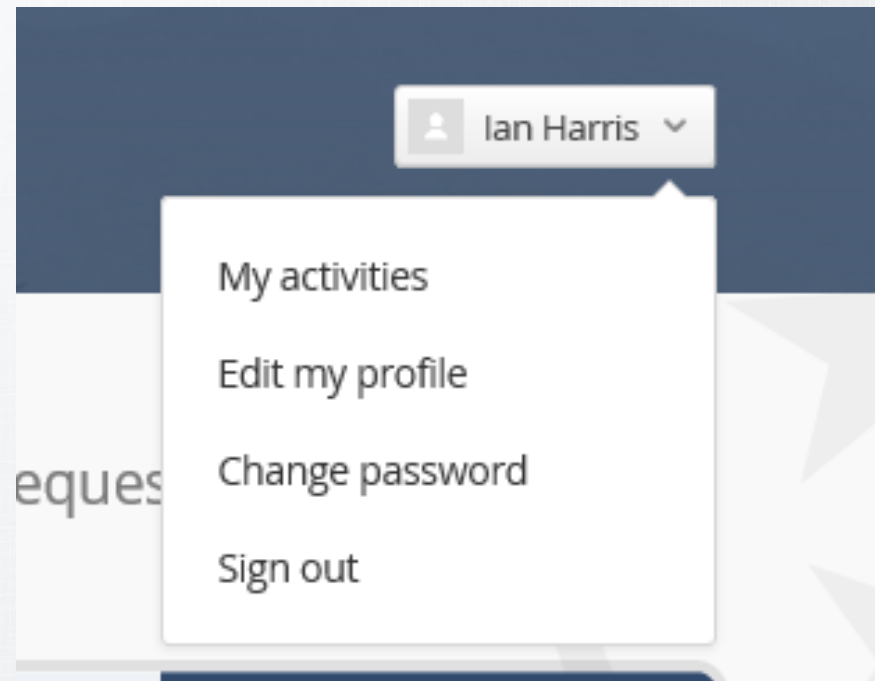 Ian Harris
My activities
Edit my profile
Change password
eques
Sign out